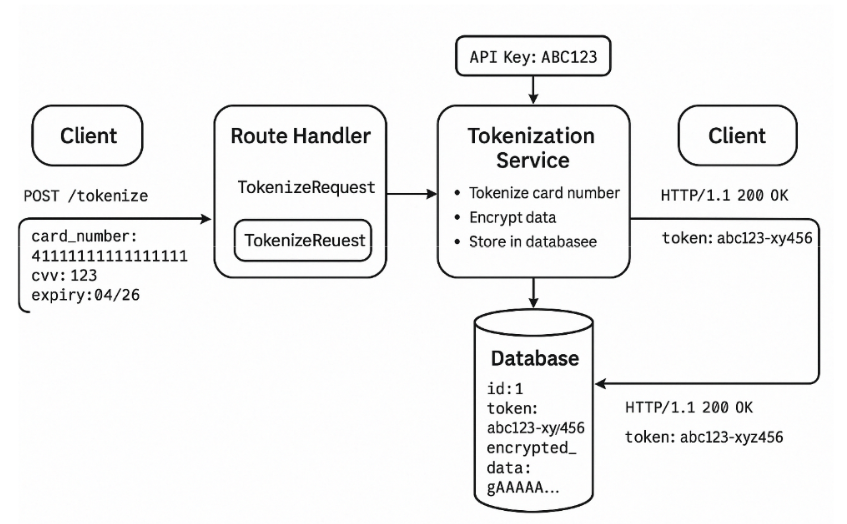 API Key: ABC123
Client
POST /tokenize
card_number:
41111111111111111
cvv: 123
expiry:04/26
Route Handler
TokenizeRequest
TokenizeReuest
Tokenization
Service
• Tokenize card number
• Encrypt data
• Store in databasee
Client
HTTP/1.1 200 OK
token: abc123-xy456
Database
id:1
token:
abc123-xy/456
encrypted_
data:
gAAAAA...
HTTP/1.1 200 OK
token: abc123-xyz456